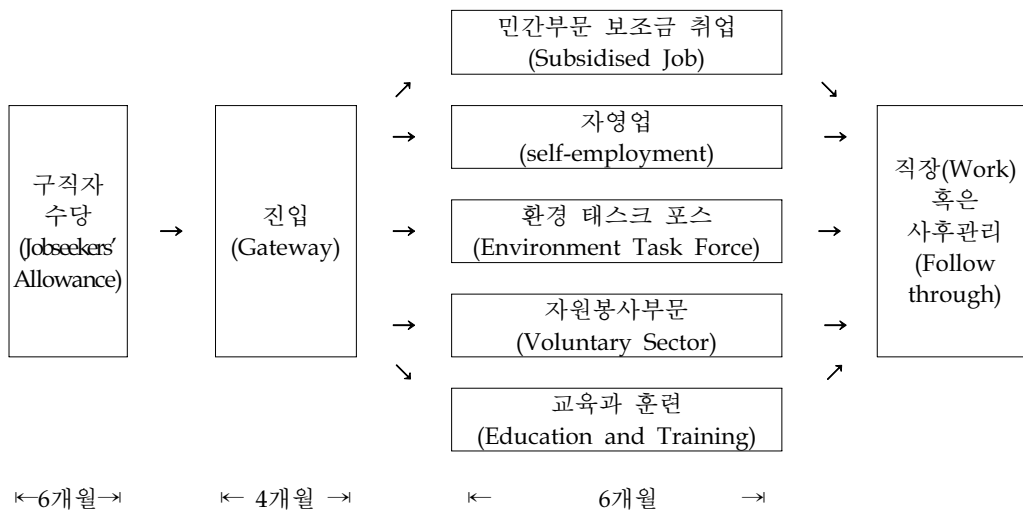 민간부문 보조금 취업
(Subsidised Job)
↗ ↘
구직자
수당
(Jobseekers'
Allowance)
→
진입
(Gateway)
→
자영업
(self-employment)
→
→
환경 태스크 포스
(Environment Task Force)
→
→
자원봉사부문
(Voluntary Sector)
→
↘ ↗
교육과 훈련
(Education and Training)
직장(Work)
혹은
사후관리
(Follow
through)
←6개월→
← 4개월 →
← 6개월 →